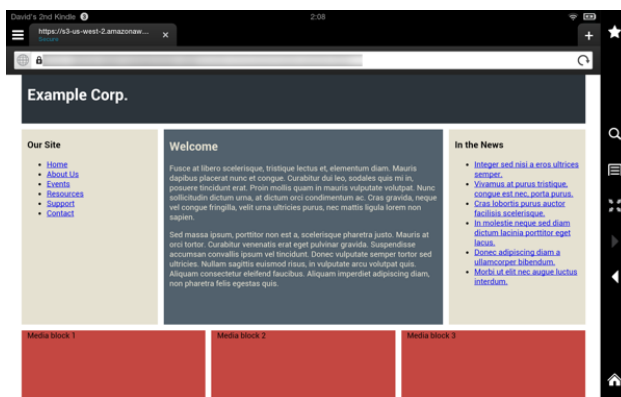 David's 2nd Kindle 3
2:08
https://s3-us-west-2.amazonaw...
Secure
Example Corp.
Our Site
Home
About Us
Events
Resources
Support
Contact
Welcome
Fusce at libero scelerisque, tristique lectus et, elementum diam. Mauris
dapibus placerat nunc et congue. Curabitur dui leo, sodales quis mi in,
posuere tincidunt erat. Proin mollis quam in mauris vulputate volutpat. Nunc
sollicitudin dictum urna, at dictum orci condimentum ac. Cras gravida, neque
vel congue fringilla, velit urna ultricies purus, nec mattis ligula lorem non
sapien.
Sed massa ipsum, porttitor non est a, scelerisque pharetra justo. Mauris at
orci tortor. Curabitur venenatis erat eget pulvinar gravida. Suspendisse
accumsan convallis ipsum vel tincidunt. Donec vulputate semper tortor sed
ultricies. Nullam sagittis euismod risus, in vulputate arcu volutpat quis.
Aliquam consectetur eleifend faucibus. Aliquam imperdiet adipiscing diam,
non pharetra felis egestas quis.
In the News
Integer sed nisi a eros ultrices
semper.
Vivamus at purus tristique,
congue est nec, porta purus.
Cras lobortis purus auctor
facilisis scelerisque.
In molestie neque sed diam
dictum lacinia porttitor eget
lacus.
Donec adipiscing diam a
ullamcorper bibendum.
Morbi ut elit nec augue luctus
interdum.
Media block 1
Media block 2
Media block 3